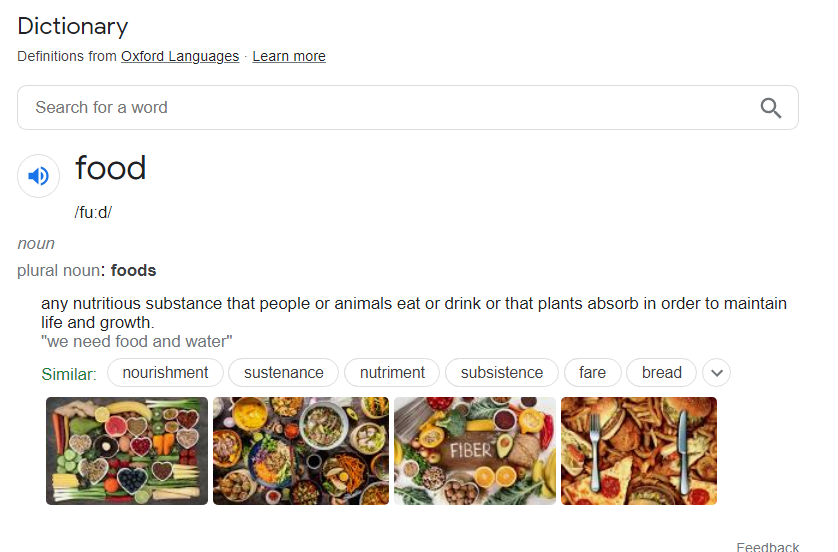 Dictionary
Definitions from Oxford Languages · Learn more
Search for a word
food
/fuːd/
noun
plural noun: foods
any nutritious substance that people or animals eat or drink or that plants absorb in order to maintain
life and growth.
"we need food and water"
Similar: nourishment sustenance nutriment subsistence fare bread
FIBER
Feedback